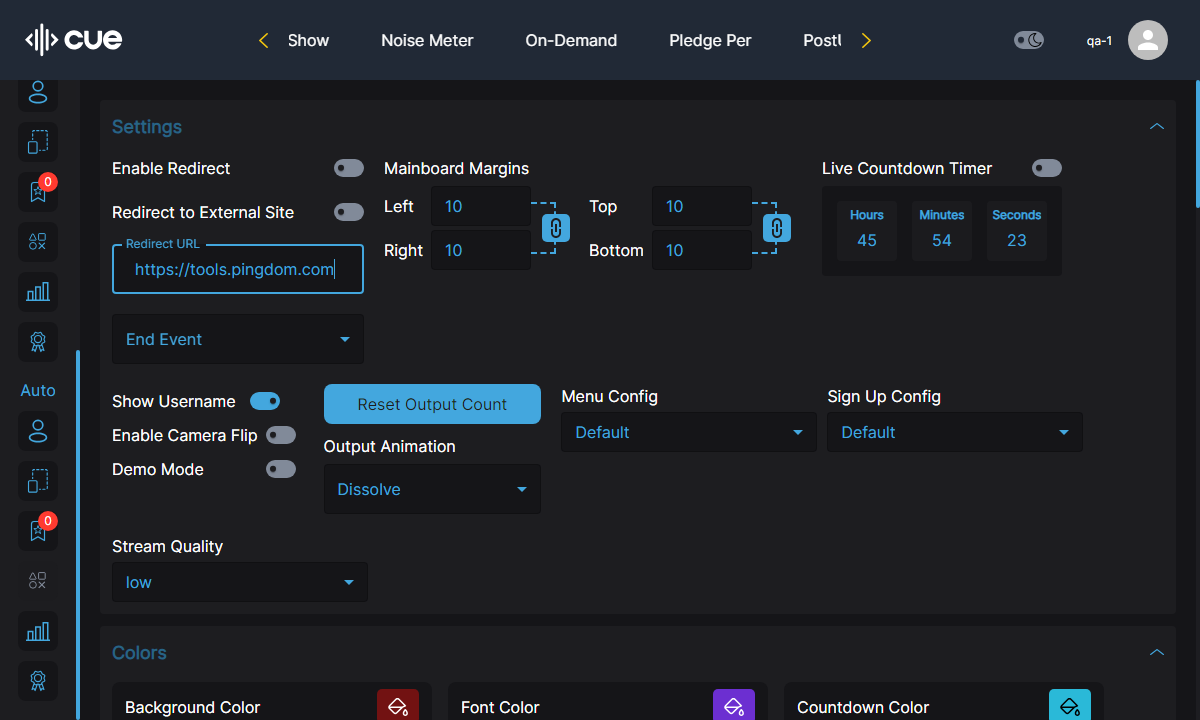 cue
Show
Noise Meter
On-Demand
Pledge Per
PostU
qa-1
0
Auto
0
Settings
Enable Redirect
Redirect to External Site
Redirect URL
https://tools.pingdom.com
End Event
Mainboard Margins
Left
10
Right
10
Top
10
Bottom
10
Live Countdown Timer
Hours
Minutes
Seconds
45
54
23
Show Username
Enable Camera Flip
Demo Mode
Reset Output Count
Output Animation
Dissolve
Menu Config
Default
Sign Up Config
Default
Stream Quality
low
Colors
Background Color
Font Color
Countdown Color